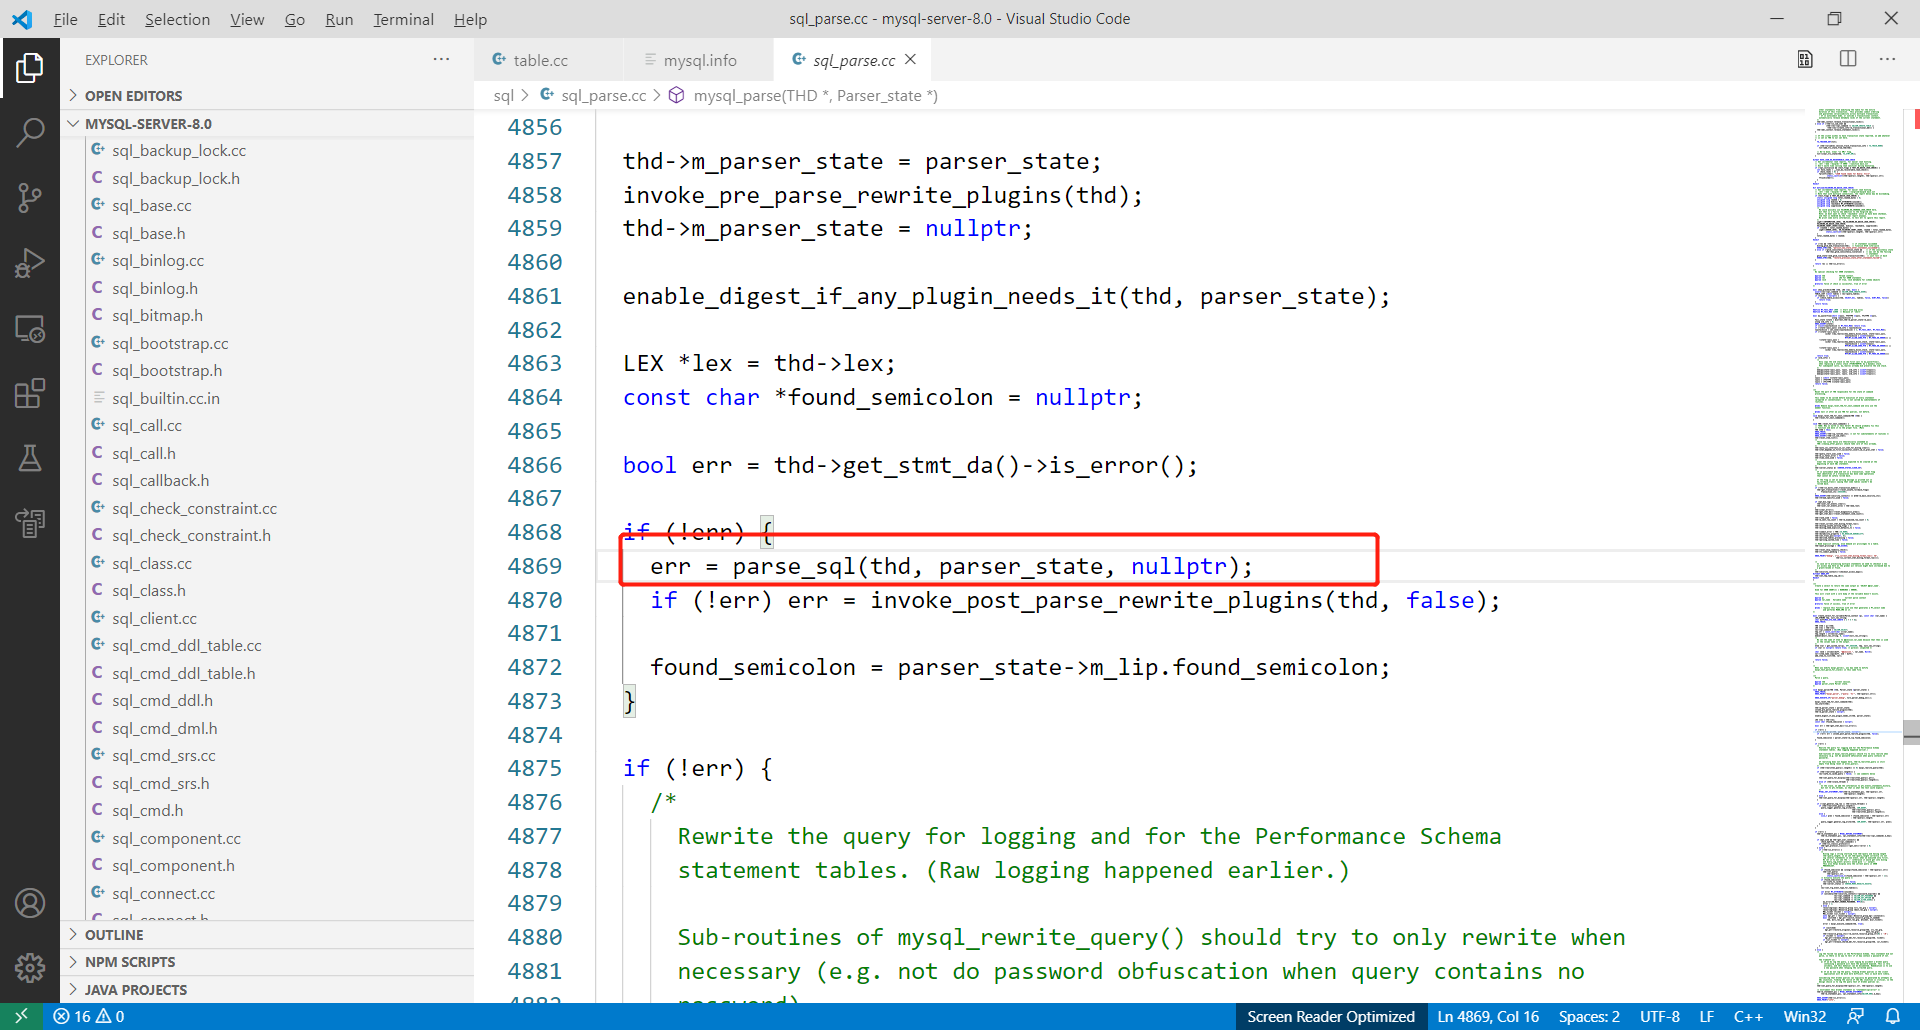 File Edit Selection View Go Run Terminal Help
sql_parse.cc - mysql-server-8.0 - Visual Studio Code
EXPLORER
OPEN EDITORS
MYSQL-SERVER-8.0
sql_backup_lock.cc
sql_backup_lock.h
sql_base.cc
sql_base.h
sql_binlog.cc
sql_binlog.h
sql_bitmap.h
sql_bootstrap.cc
sql_bootstrap.h
sql_builtin.cc.in
sql_call.cc
sql_call.h
sql_callback.h
sql_check_constraint.cc
sql_check_constraint.h
sql_class.cc
sql_class.h
sql_client.cc
sql_cmd_ddl_table.cc
sql_cmd_ddl_table.h
sql_cmd_ddl.h
sql_cmd_dml.h
sql_cmd_srs.cc
sql_cmd_srs.h
sql_cmd.h
sql_component.cc
sql_component.h
sql_connect.cc
sql_connect.h
OUTLINE
NPM SCRIPTS
JAVA PROJECTS
table.cc mysql.info sql_parse.cc
sql > sql_parse.cc > mysql_parse(THD *, Parser_state *)
4856
4857 thd->m_parser_state = parser_state;
4858 invoke_pre_parse_rewrite_plugins(thd);
4859 thd->m_parser_state = nullptr;
4860
4861 enable_digest_if_any_plugin_needs_it(thd, parser_state);
4862
4863 LEX *lex = thd->lex;
4864 const char *found_semicolon = nullptr;
4865
4866 bool err = thd->get_stmt_da()->is_error();
4867
4868 if (!err) {
4869 err = parse_sql(thd, parser_state, nullptr);
4870 if (!err) err = invoke_post_parse_rewrite_plugins(thd, false);
4871
4872 found_semicolon = parser_state->m_lip.found_semicolon;
4873 }
4874
4875 if (!err) {
4876 /*
4877 Rewrite the query for logging and for the Performance Schema
4878 statement tables. (Raw logging happened earlier.)
4879
4880 Sub-routines of mysql_rewrite_query() should try to only rewrite when
4881 necessary (e.g. not do password obfuscation when query contains no
4882 password)
16 0
Screen Reader Optimized Ln 4869, Col 16 Spaces: 2 UTF-8 LF C++ Win32